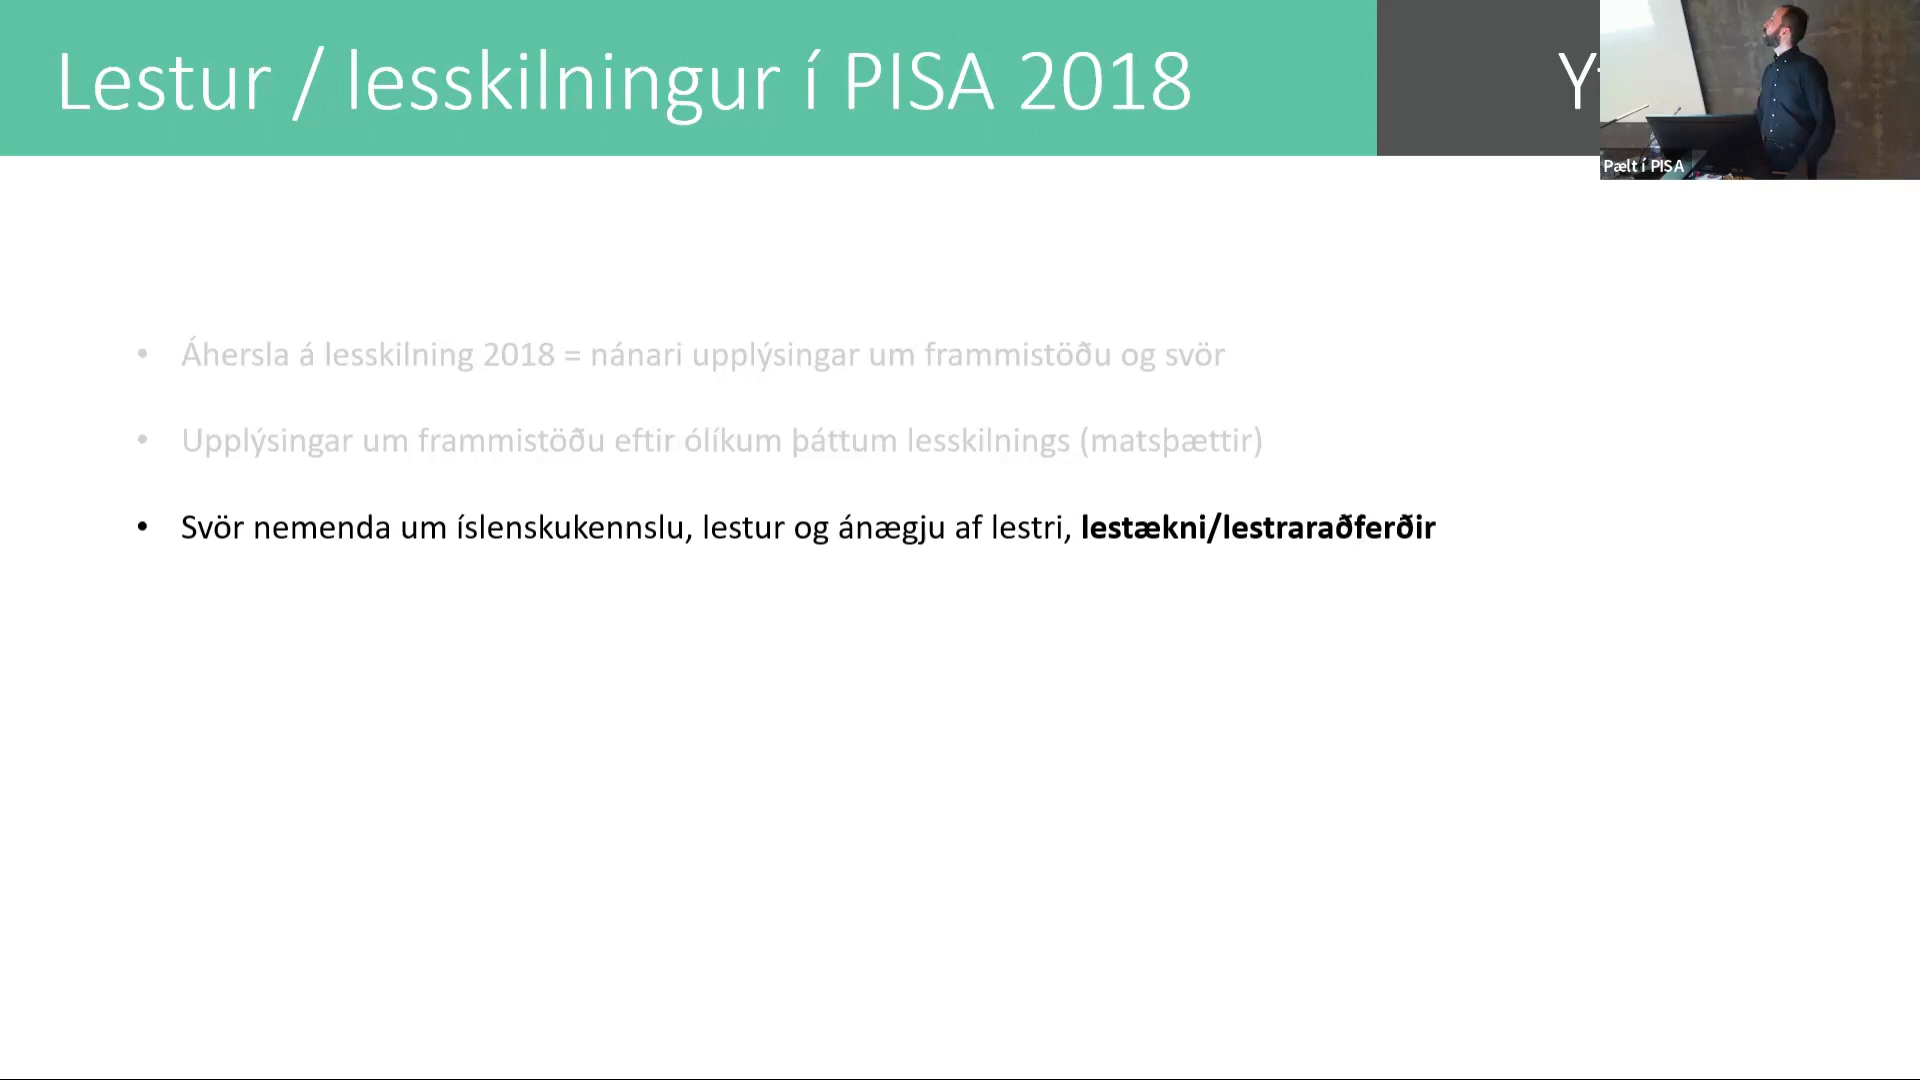 Lestur / lesskilningur í PISA 2018
Pælt í PISA
• Áhersla á lesskilning 2018 = nánari upplýsingar um frammistöðu og svör
• Upplýsingar um frammistöðu eftir ólíkum þáttum lesskilnings (matsþættir)
• Svör nemenda um íslenskukennslu, lestur og ánægju af lestri, lestækni/lestraraðferðir